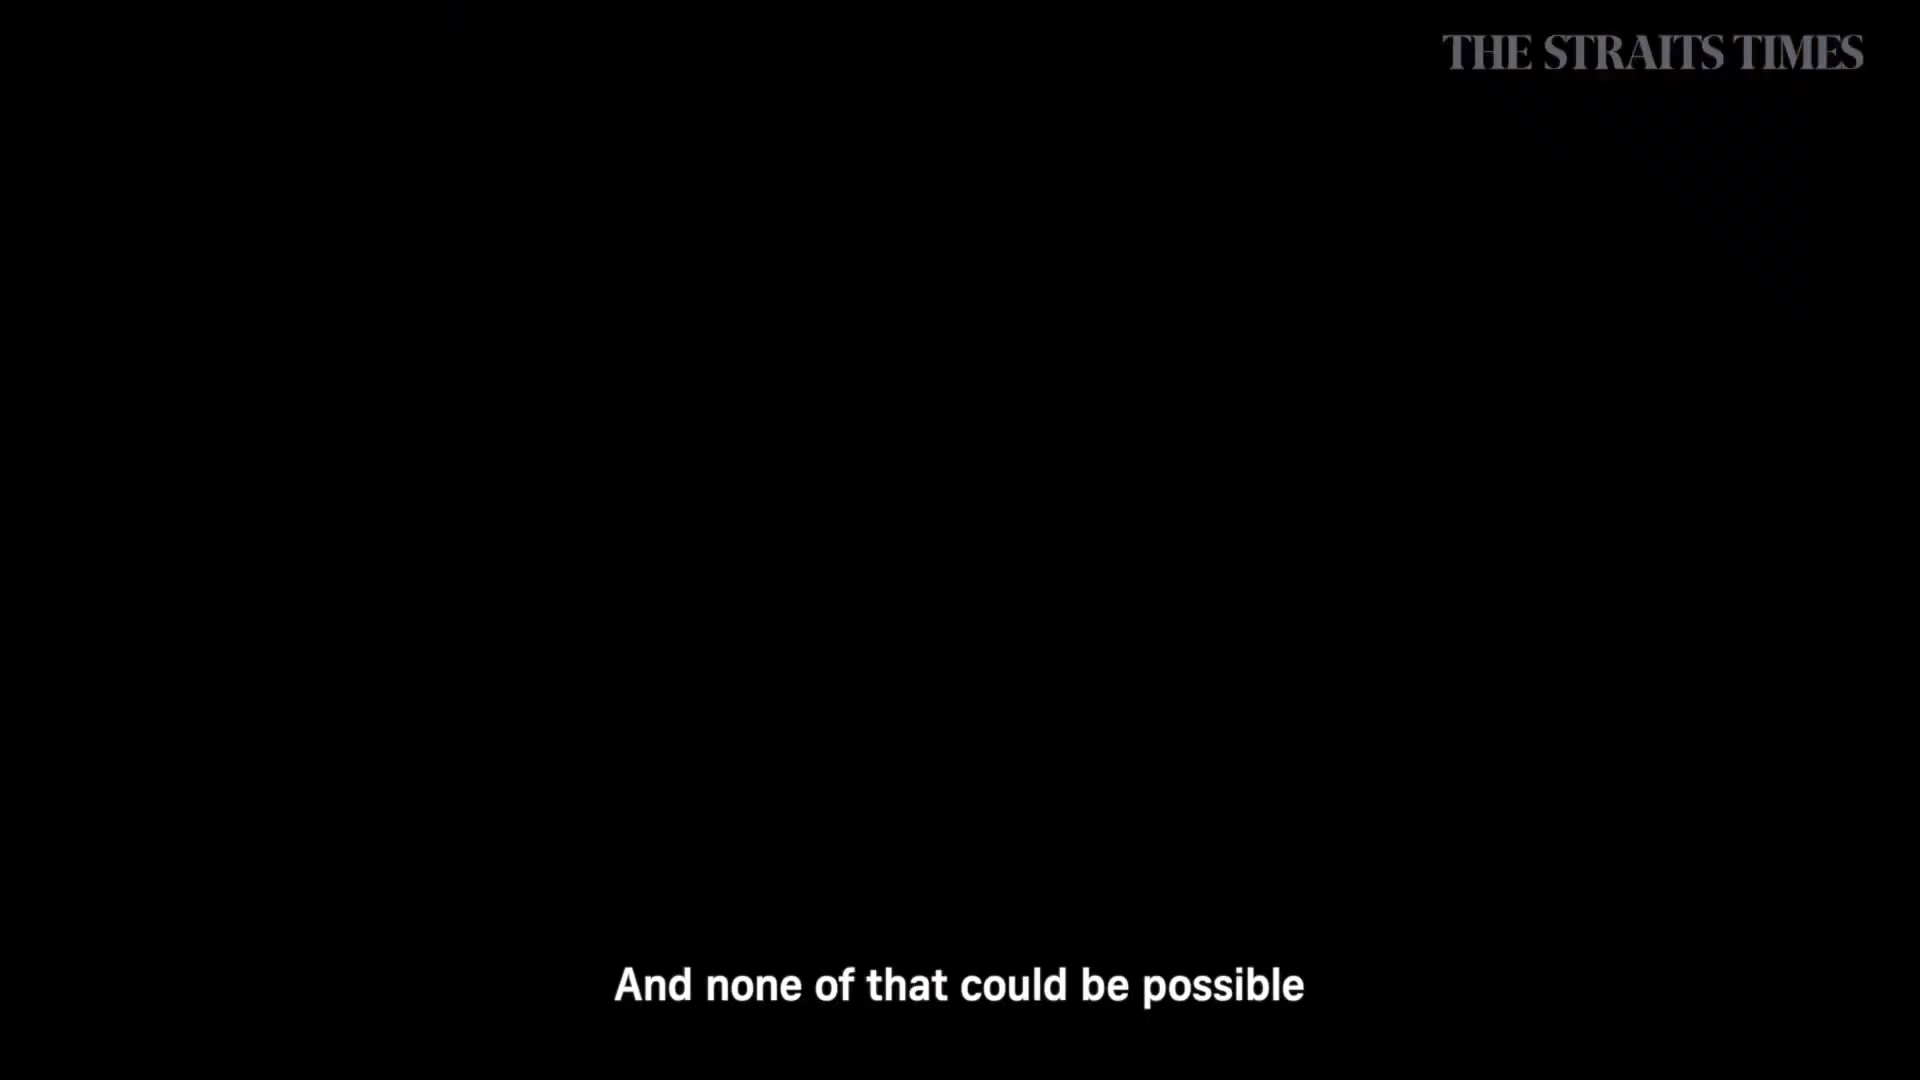 THE STRAITS TIMES
And none of that could be possible